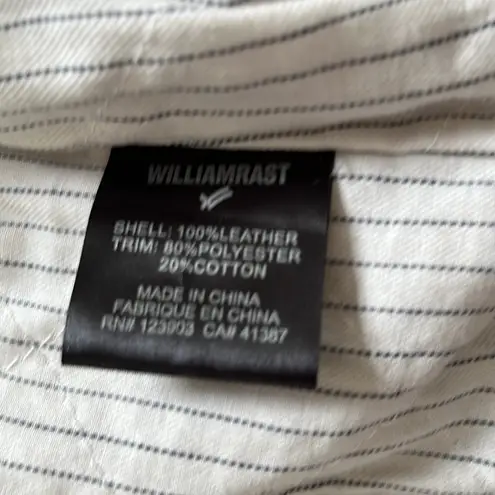 WILLIAMRAST
SHELL: 100%LEATHER
TRIM: 80%POLYESTER
20%COTTON
MADE IN CHINA
FABRIQUE EN CHINA
RN# 123903 CA# 41387